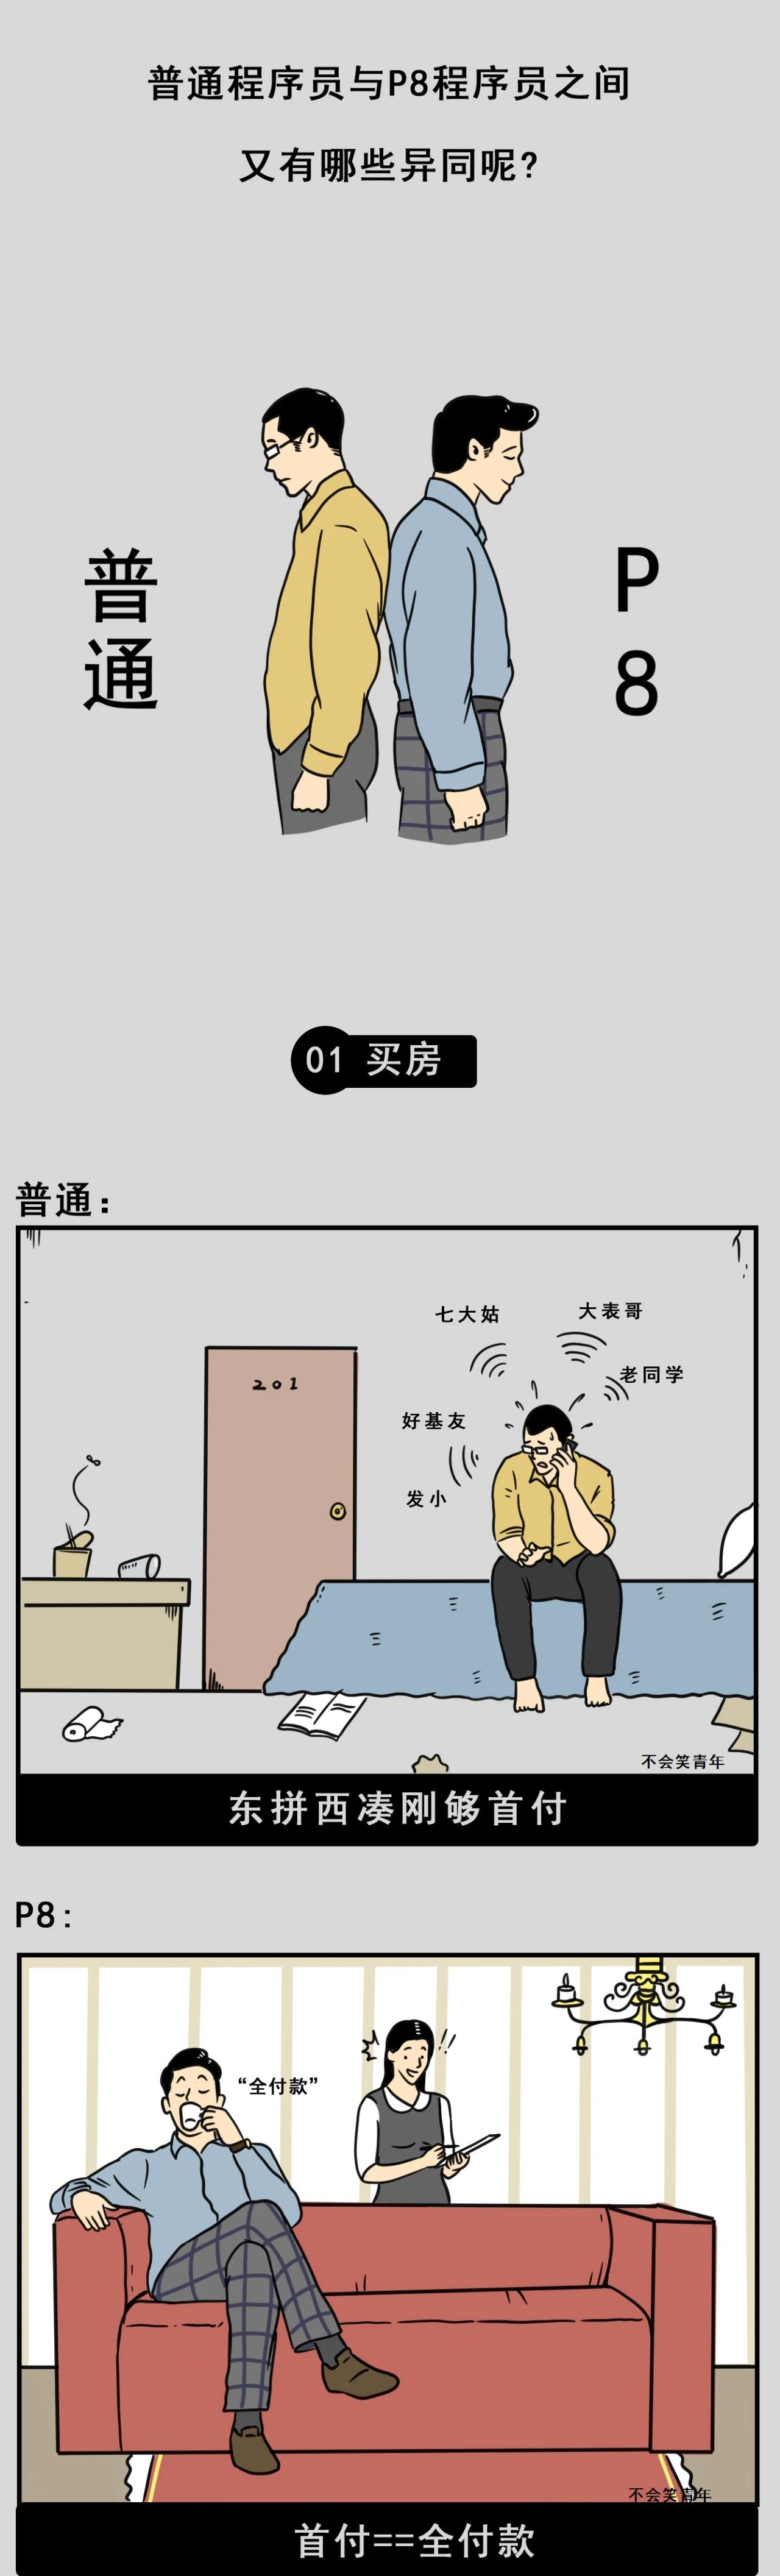 普通程序员与P8程序员之间
又有哪些异同呢?
普通
P8
01 买房
普通:
七大姑
大表哥
老同学
好基友
发小
201
不会笑青年
东拼西凑刚够首付
P8:
“全付款”
不会笑青年
首付==全付款